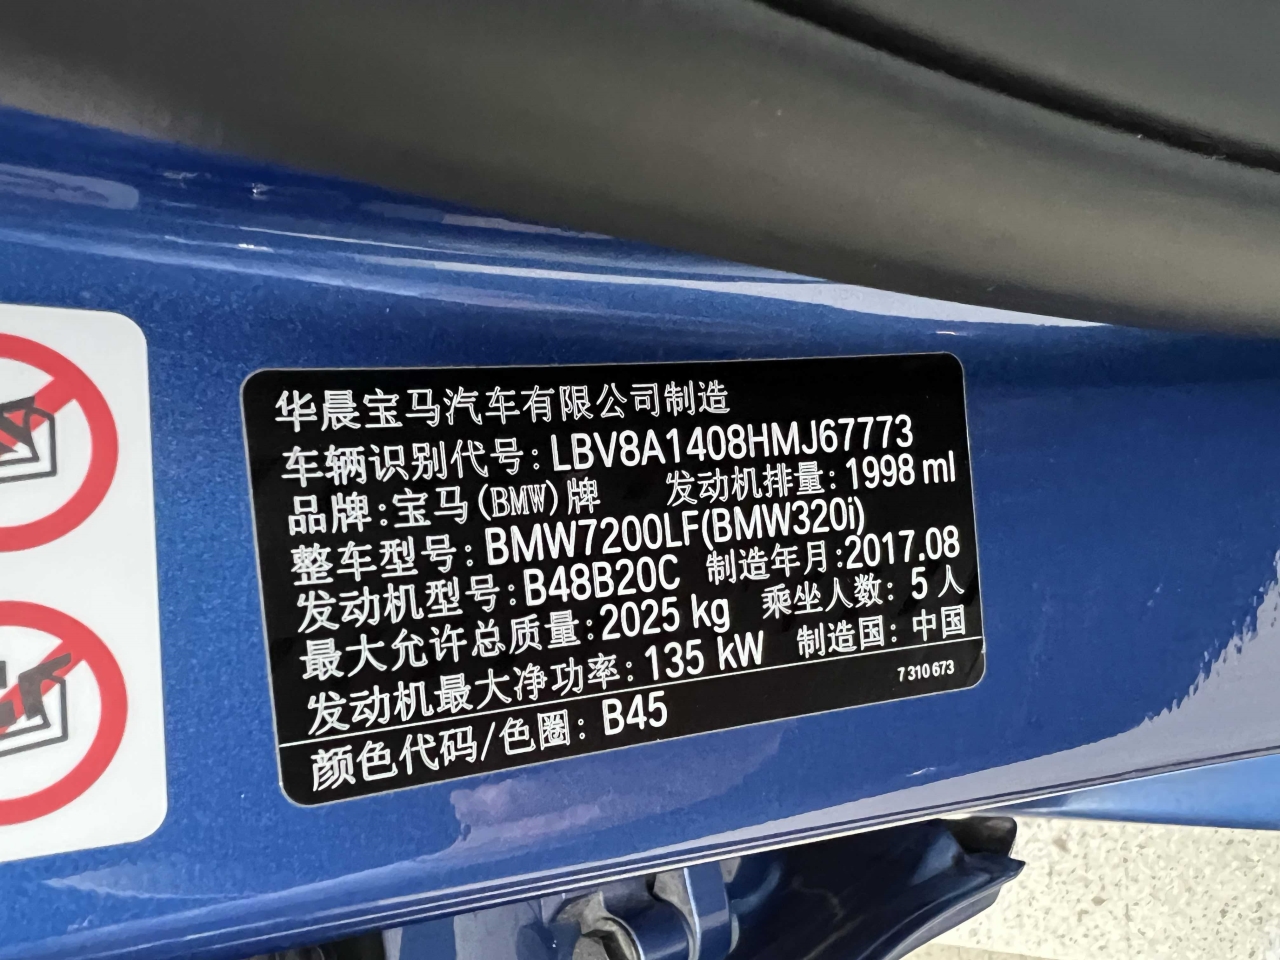 华晨宝马汽车有限公司制造
车辆识别代号: LBV8A1408HMJ67773
品牌:宝马(BMW)牌 发动机排量: 1998 ml
整车型号: BMW7200LF(BMW320i)
发动机型号: B48B20C 制造年月:2017.08
最大允许总质量:2025 kg 乘坐人数: 5 人
发动机最大净功率: 135 kW 制造国: 中国
7 310 673
颜色代码/色圈: B45